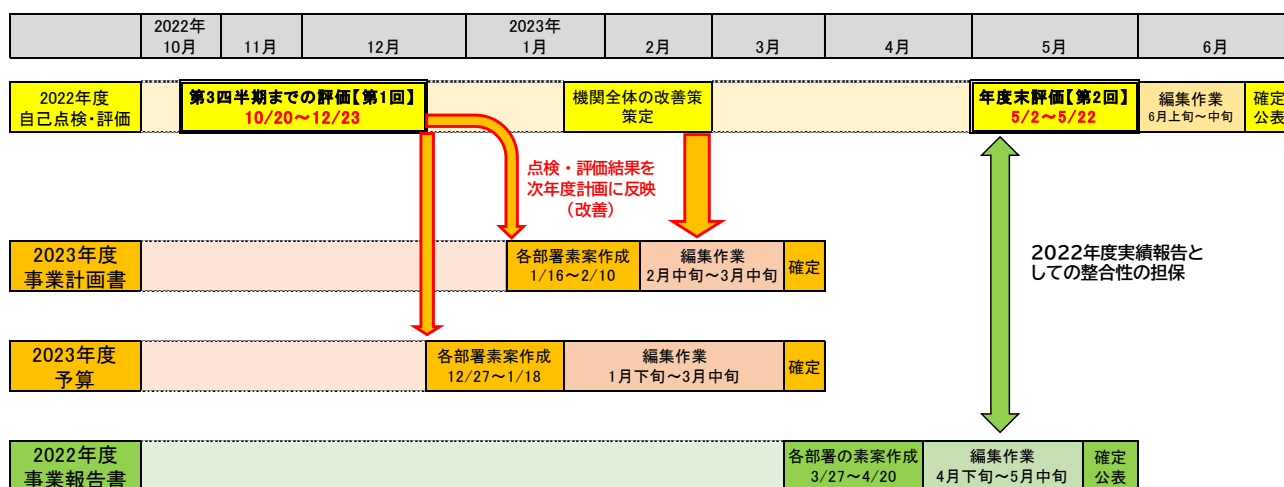 2022年
10月
11月
12月
2023年
1月
2月
3月
4月
5月
6月
2022年度
自己点検・評価
第3四半期までの評価【第1回】
10/20～12/23
機関全体の改善策
策定
年度末評価【第2回】
5/2～5/22
編集作業
6月上旬～中旬
確定
公表
点検・評価結果を
次年度計画に反映
（改善）
2023年度
事業計画書
各部署素案作成
1/16～2/10
編集作業
2月中旬～3月中旬
確定
2022年度実績報告と
しての整合性の担保
2023年度
予算
各部署素案作成
12/27～1/18
編集作業
1月下旬～3月中旬
確定
2022年度
事業報告書
各部署の素案作成
3/27～4/20
編集作業
4月下旬～5月中旬
確定
公表